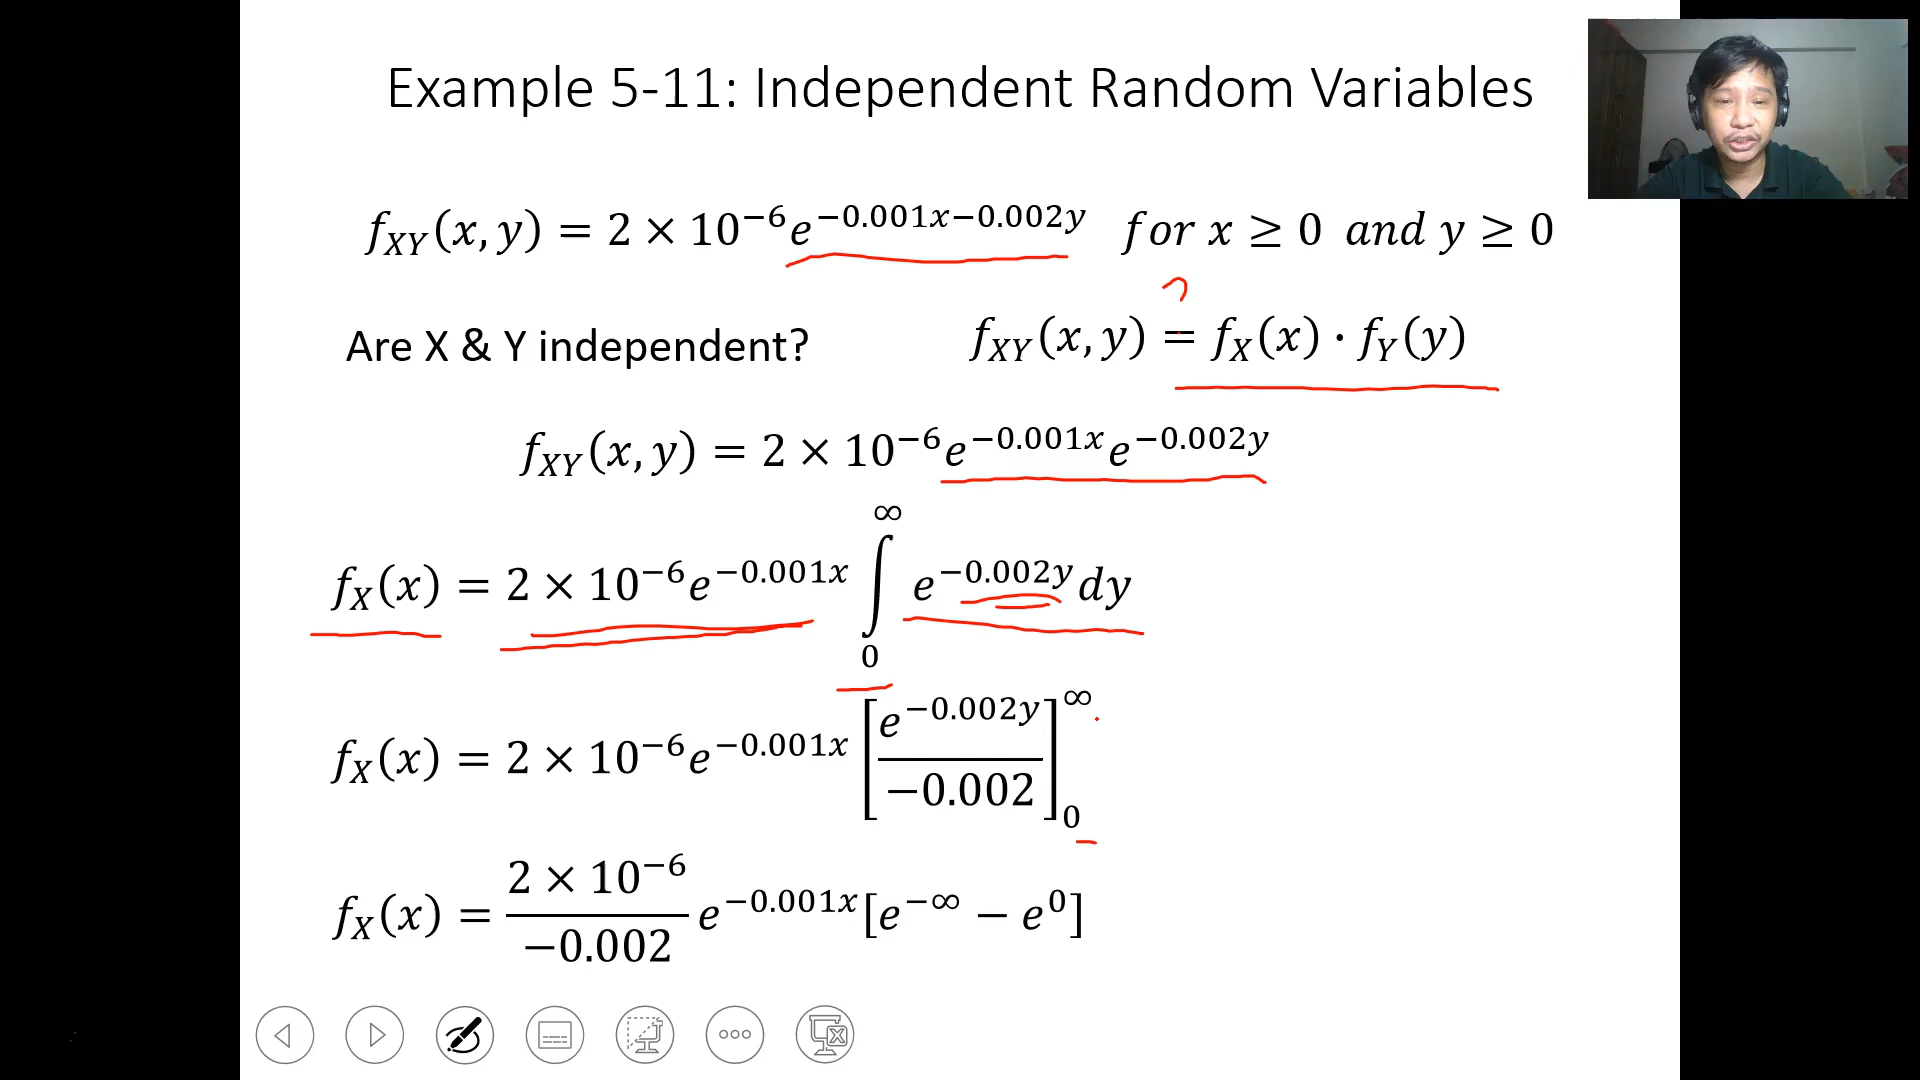 Example 5-11: Independent Random Variables
f_{XY}(x, y) = 2 × 10^{−6}e^{−0.001x−0.002y} for x ≥ 0 and y ≥ 0
?
Are X & Y independent? f_{XY}(x, y) = f_X(x) · f_Y(y)
f_{XY}(x, y) = 2 × 10^{−6}e^{−0.001x}e^{−0.002y}
f_X(x) = 2 × 10^{−6}e^{−0.001x} ∫_0^∞ e^{−0.002y}dy
f_X(x) = 2 × 10^{−6}e^{−0.001x} [e^{−0.002y}/−0.002]_0^∞
f_X(x) = (2 × 10^{−6}/−0.002) e^{−0.001x}[e^{−∞} − e^0]